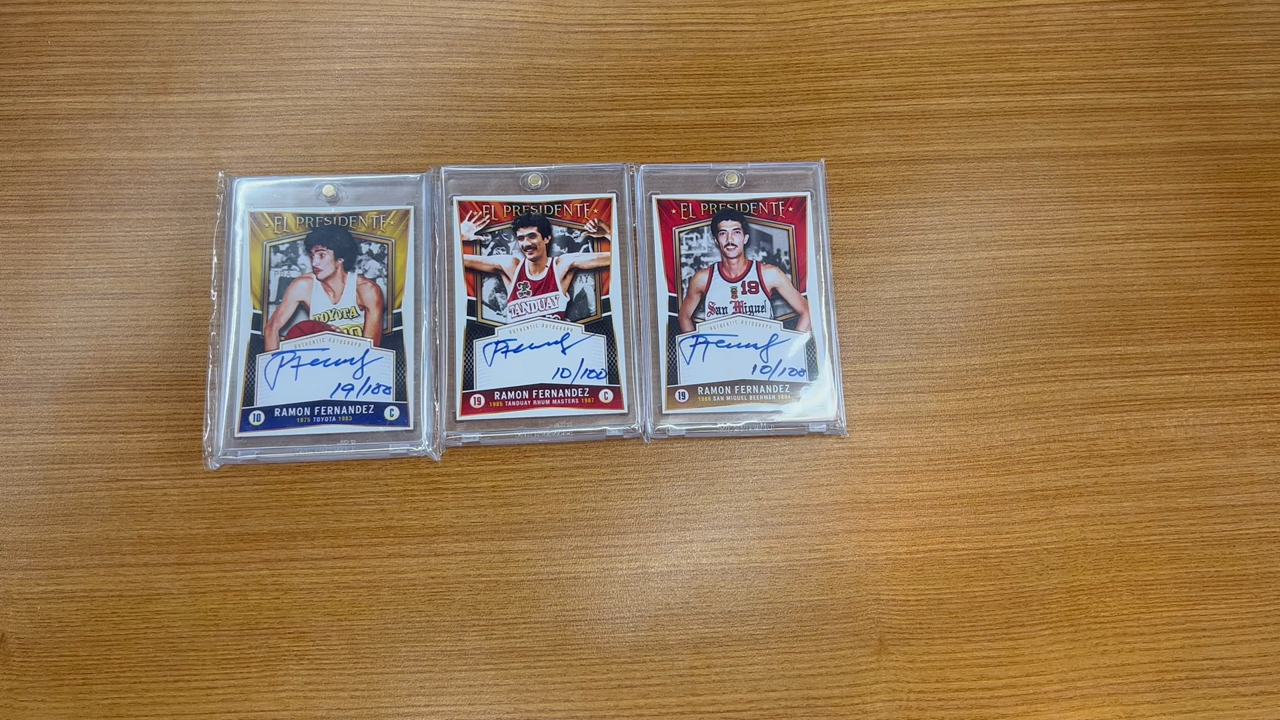 EL PRESIDENTE
TOYOTA
AUTHENTIC AUTOGRAPH
19/100
10
RAMON FERNANDEZ
C
1975 TOYOTA 1983
EL PRESIDENTE
TANDUAY
AUTHENTIC AUTOGRAPH
10/100
19
RAMON FERNANDEZ
C
1985 TANDUAY RHUM MASTERS 1987
EL PRESIDENTE
19
San Miguel
AUTHENTIC AUTOGRAPH
10/100
19
RAMON FERNANDEZ
SAN MIGUEL BEERMEN